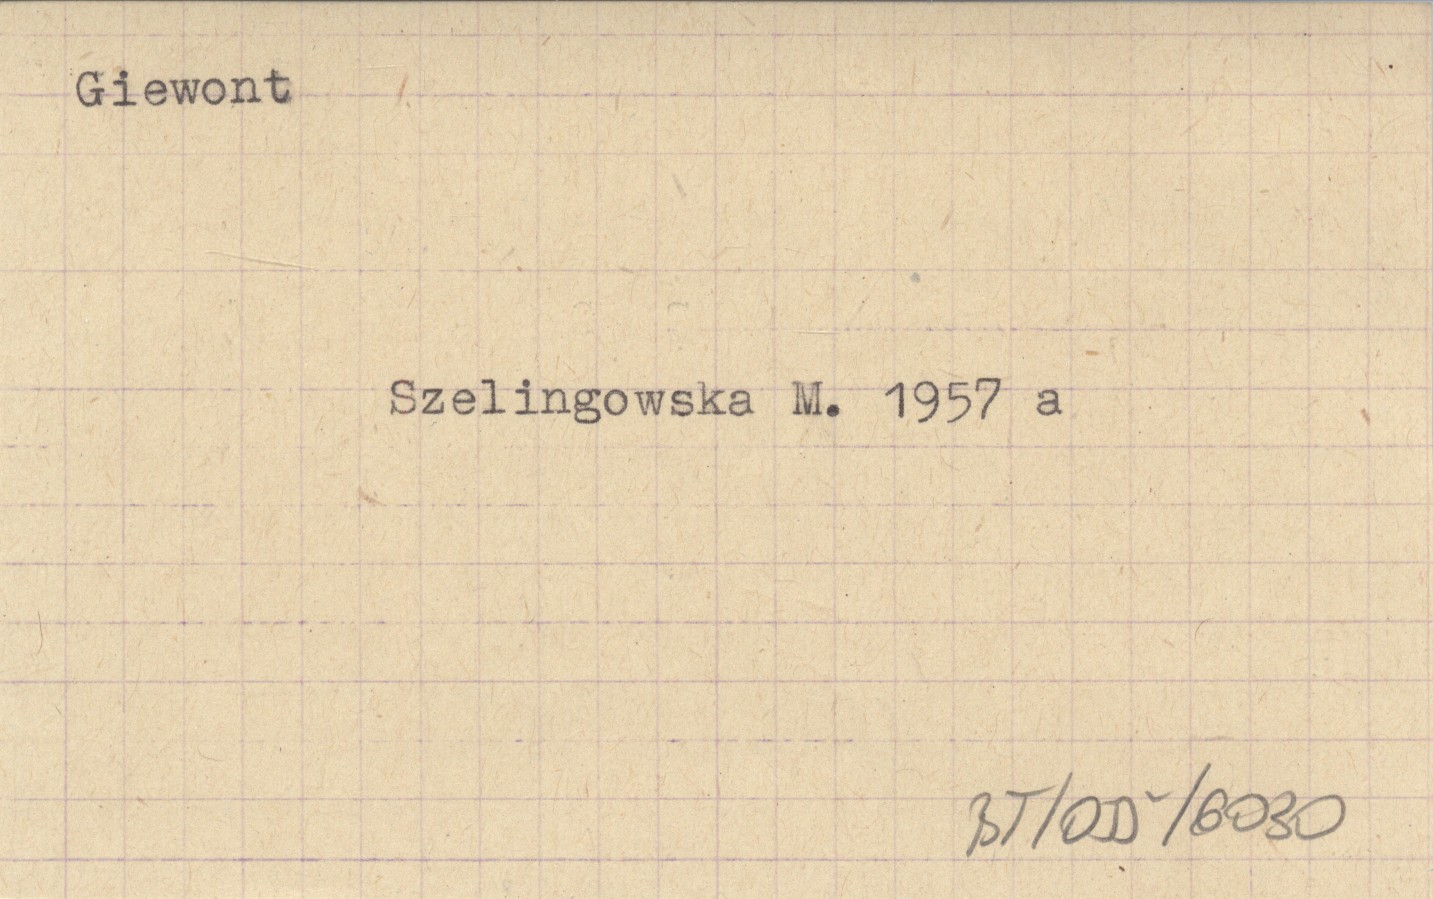 Giewont
Szelingowska M. 1957 a
BT/OD/6030